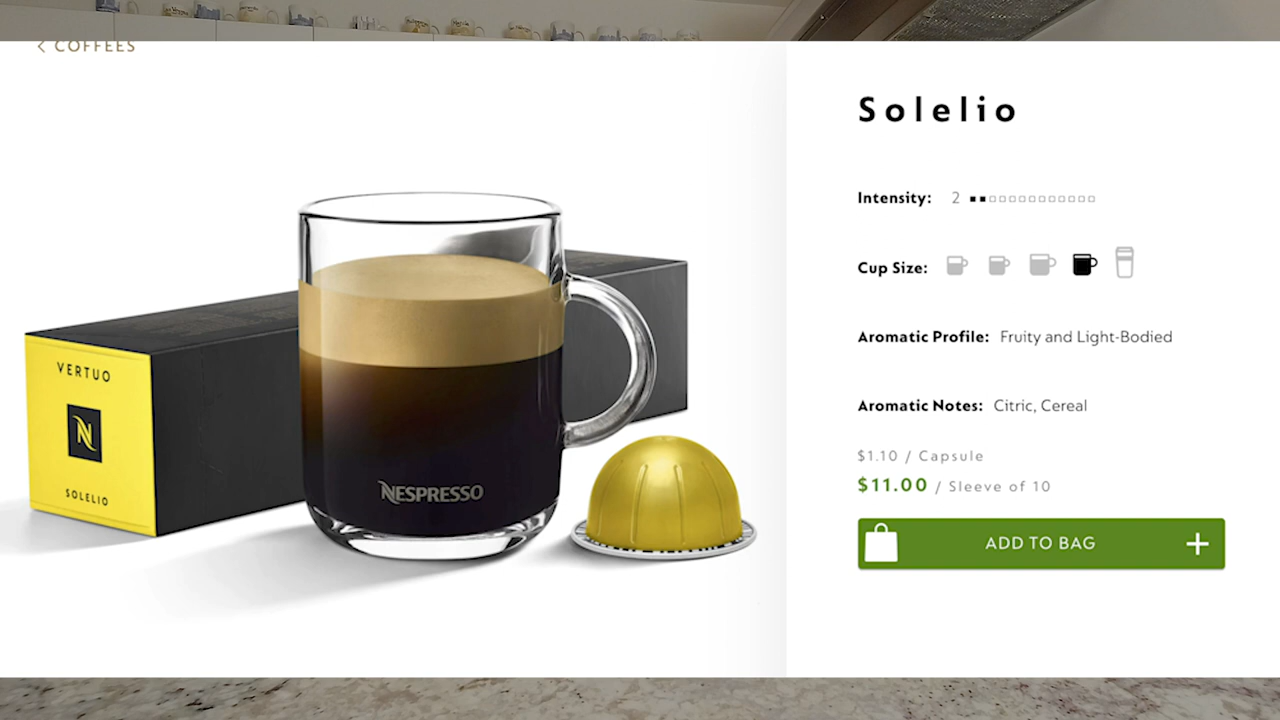 < COFFEES
Solelio
Intensity: 2
Cup Size:
Aromatic Profile: Fruity and Light-Bodied
Aromatic Notes: Citric, Cereal
$1.10 / Capsule
$11.00 / Sleeve of 10
ADD TO BAG +
VERTUO
N
SOLELIO
NESPRESSO